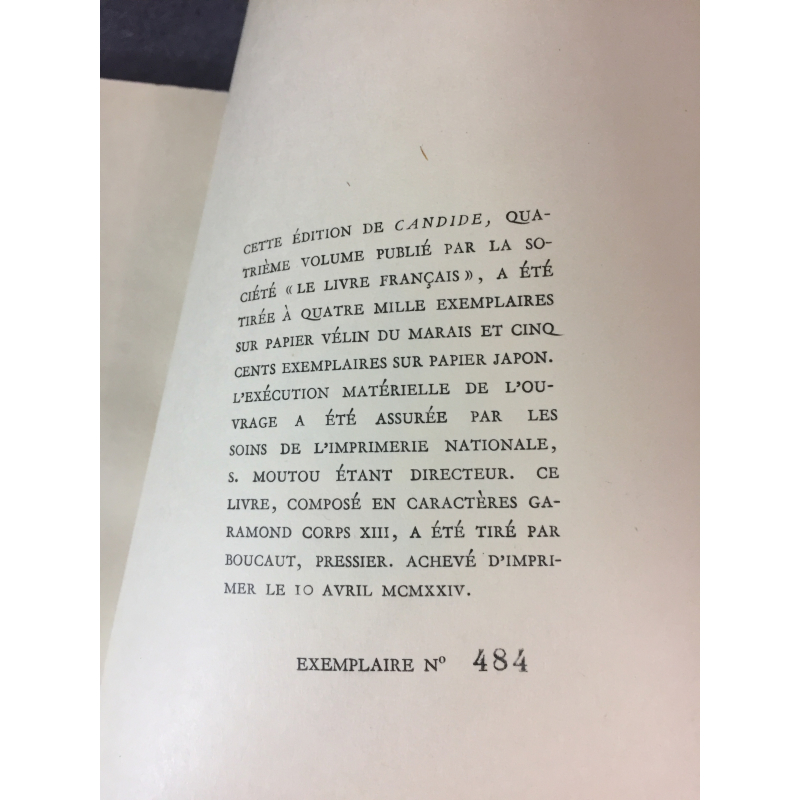 CETTE ÉDITION DE CANDIDE, QUA-
TRIÈME VOLUME PUBLIÉ PAR LA SO-
CIÉTÉ « LE LIVRE FRANÇAIS », A ÉTÉ
TIRÉE À QUATRE MILLE EXEMPLAIRES
SUR PAPIER VÉLIN DU MARAIS ET CINQ
CENTS EXEMPLAIRES SUR PAPIER JAPON.
L'EXÉCUTION MATÉRIELLE DE L'OU-
VRAGE A ÉTÉ ASSURÉE PAR LES
SOINS DE L'IMPRIMERIE NATIONALE,
S. MOUTOU ÉTANT DIRECTEUR. CE
LIVRE, COMPOSÉ EN CARACTÈRES GA-
RAMOND CORPS XIII, A ÉTÉ TIRÉ PAR
BOUCAUT, PRESSIER. ACHEVÉ D'IMPRI-
MER LE 10 AVRIL MCMXXIV.
EXEMPLAIRE Nº 484